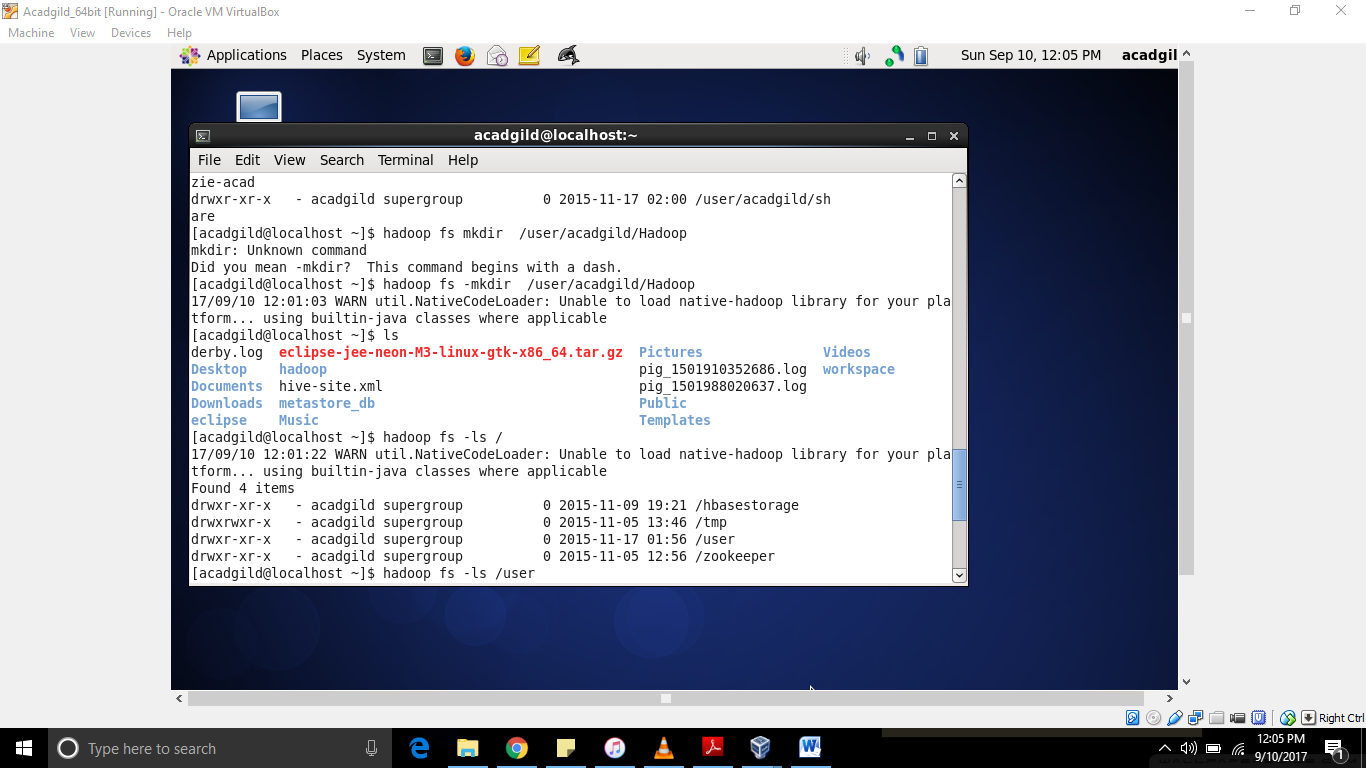 Acadgild_64bit [Running] - Oracle VM VirtualBox
Machine View Devices Help
Applications Places System Sun Sep 10, 12:05 PM acadgil
acadgild@localhost:~
File Edit View Search Terminal Help
zie-acad
drwxr-xr-x   - acadgild supergroup          0 2015-11-17 02:00 /user/acadgild/sh
are
[acadgild@localhost ~]$ hadoop fs mkdir  /user/acadgild/Hadoop
mkdir: Unknown command
Did you mean -mkdir?  This command begins with a dash.
[acadgild@localhost ~]$ hadoop fs -mkdir  /user/acadgild/Hadoop
17/09/10 12:01:03 WARN util.NativeCodeLoader: Unable to load native-hadoop library for your pla
tform... using builtin-java classes where applicable
[acadgild@localhost ~]$ ls
derby.log  eclipse-jee-neon-M3-linux-gtk-x86_64.tar.gz  Pictures               Videos
Desktop    hadoop                                       pig_1501910352686.log  workspace
Documents  hive-site.xml                                pig_1501988020637.log
Downloads  metastore_db                                 Public
eclipse    Music                                        Templates
[acadgild@localhost ~]$ hadoop fs -ls /
17/09/10 12:01:22 WARN util.NativeCodeLoader: Unable to load native-hadoop library for your pla
tform... using builtin-java classes where applicable
Found 4 items
drwxr-xr-x   - acadgild supergroup          0 2015-11-09 19:21 /hbasestorage
drwxrwxr-x   - acadgild supergroup          0 2015-11-05 13:46 /tmp
drwxr-xr-x   - acadgild supergroup          0 2015-11-17 01:56 /user
drwxr-xr-x   - acadgild supergroup          0 2015-11-05 12:56 /zookeeper
[acadgild@localhost ~]$ hadoop fs -ls /user
Right Ctrl
Type here to search
12:05 PM
9/10/2017
1